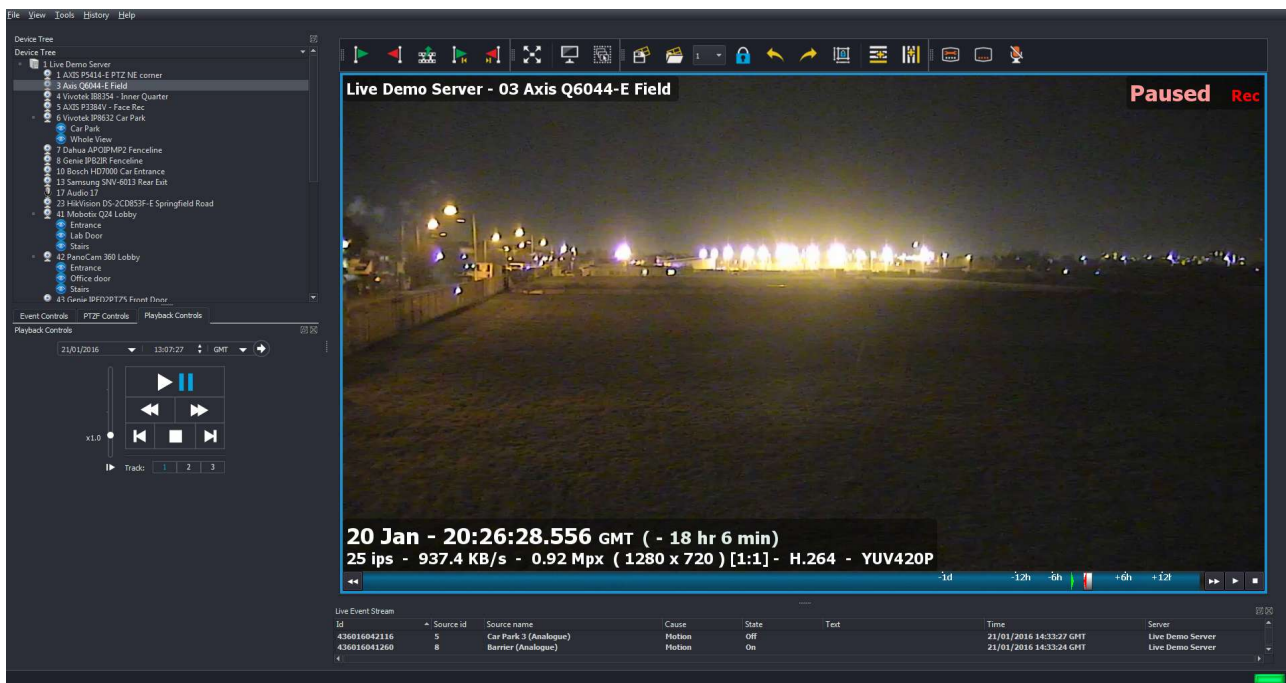 File View Tools History Help
Device Tree
Device Tree
1 Live Demo Server
1 AXIS P5414-E PTZ NE corner
3 Axis Q6044-E Field
4 Vivotek IB8354 - Inner Quarter
5 AXIS P3384V - Face Rec
6 Vivotek IP8632 Car Park
Car Park
Whole View
7 Dahua APOIPMP2 Fenceline
8 Genie IPB2IR Fenceline
10 Bosch HD7000 Car Entrance
13 Samsung SNV-6013 Rear Exit
17 Audio 17
23 HikVision DS-2CD853F-E Springfield Road
41 Mobotix Q24 Lobby
Entrance
Lab Door
Stairs
42 PanoCam 360 Lobby
Entrance
Office door
Stairs
43 Genie IPFD2PTZ5 Front Door
Event Controls PTZF Controls Playback Controls
Playback Controls
21/01/2016 13:07:27 GMT
x1.0
Track: 1 2 3
1
Live Demo Server - 03 Axis Q6044-E Field
Paused Rec
20 Jan - 20:26:28.556 GMT ( - 18 hr 6 min)
25 ips - 937.4 KB/s - 0.92 Mpx ( 1280 x 720 ) [1:1] - H.264 - YUV420P
-1d -12h -6h +6h +12h
Live Event Stream
Id Source id Source name Cause State Text Time Server
436016042116 5 Car Park 3 (Analogue) Motion Off 21/01/2016 14:33:27 GMT Live Demo Server
436016041260 8 Barrier (Analogue) Motion On 21/01/2016 14:33:24 GMT Live Demo Server